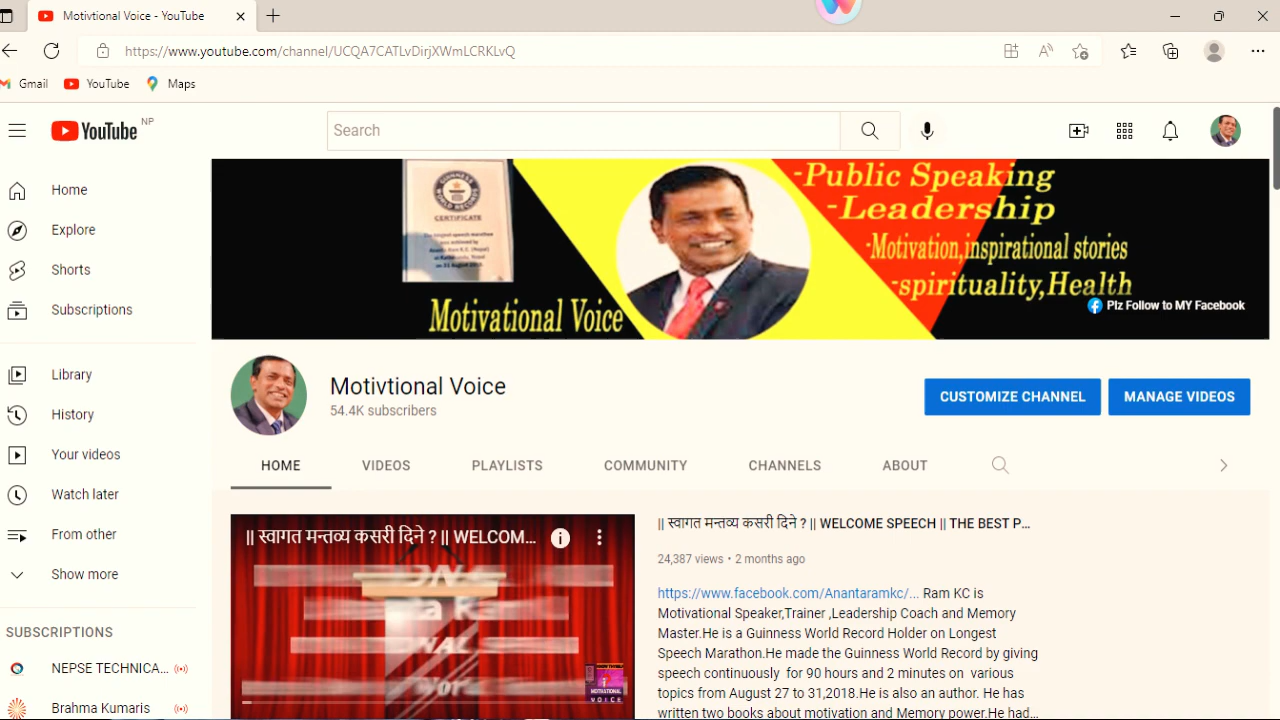 Motivtional Voice - YouTube
https://www.youtube.com/channel/UCQA7CATLvDirjXWmLCRKLvQ
Gmail YouTube Maps
YouTube NP
Search
Home
Explore
Shorts
Subscriptions
Library
History
Your videos
Watch later
From other
Show more
SUBSCRIPTIONS
NEPSE TECHNICA...
Brahma Kumaris
GUINNESS WORLD RECORDS
CERTIFICATE
Motivational Voice
-Public Speaking
-Leadership
-Motivation,inspirational stories
-spirituality,Health
Plz Follow to MY Facebook
Motivtional Voice
54.4K subscribers
CUSTOMIZE CHANNEL
MANAGE VIDEOS
HOME VIDEOS PLAYLISTS COMMUNITY CHANNELS ABOUT
|| स्वागत मन्तव्य कसरी दिने ? || WELCOM...
MOTIVATIONAL
VOICE
|| स्वागत मन्तव्य कसरी दिने ? || WELCOME SPEECH || THE BEST P...
24,387 views • 2 months ago
https://www.facebook.com/Anantaramkc/... Ram KC is
Motivational Speaker,Trainer ,Leadership Coach and Memory
Master.He is a Guinness World Record Holder on Longest
Speech Marathon.He made the Guinness World Record by giving
speech continuously for 90 hours and 2 minutes on various
topics from August 27 to 31,2018.He is also an author. He has
written two books about motivation and Memory power.He had...